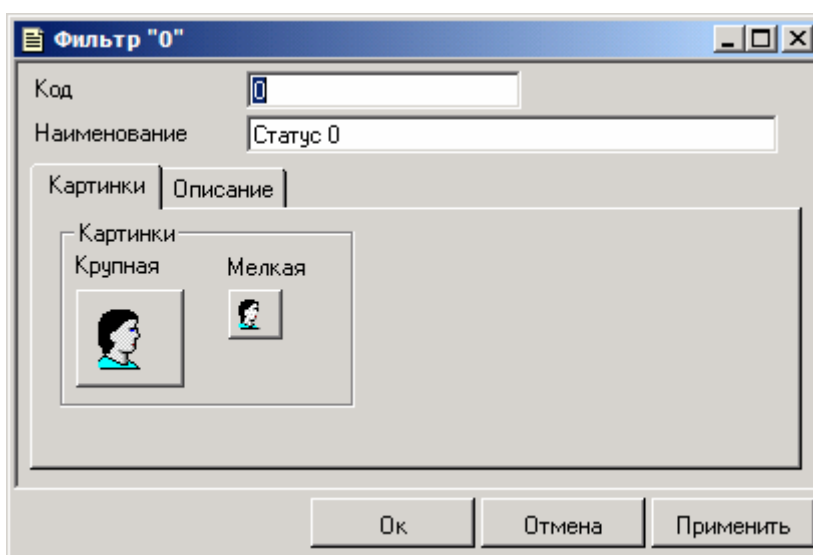 Фильтр "0"
Код 0
Наименование Статус 0
Картинки Описание
Картинки
Крупная Мелкая
Ок Отмена Применить